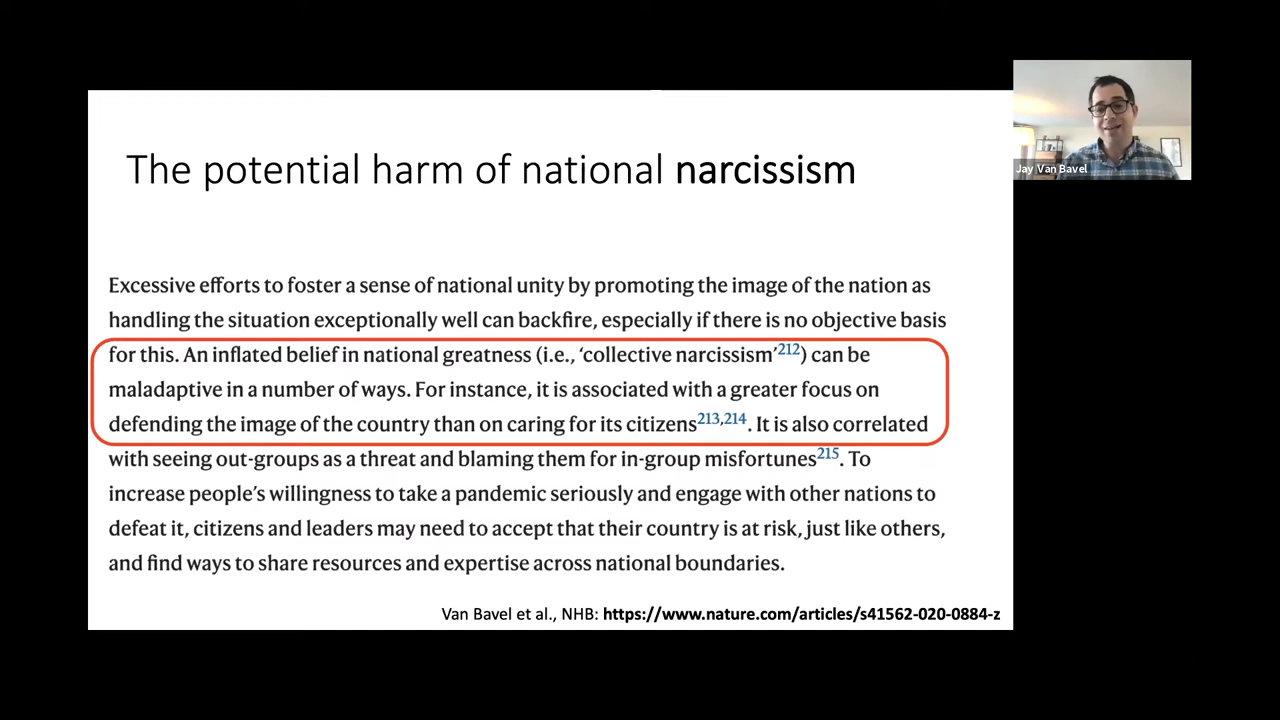 The potential harm of national narcissism
Jay Van Bavel
Excessive efforts to foster a sense of national unity by promoting the image of the nation as
handling the situation exceptionally well can backfire, especially if there is no objective basis
for this. An inflated belief in national greatness (i.e., ‘collective narcissism’212) can be
maladaptive in a number of ways. For instance, it is associated with a greater focus on
defending the image of the country than on caring for its citizens213,214. It is also correlated
with seeing out-groups as a threat and blaming them for in-group misfortunes215. To
increase people’s willingness to take a pandemic seriously and engage with other nations to
defeat it, citizens and leaders may need to accept that their country is at risk, just like others,
and find ways to share resources and expertise across national boundaries.
Van Bavel et al., NHB: https://www.nature.com/articles/s41562-020-0884-z